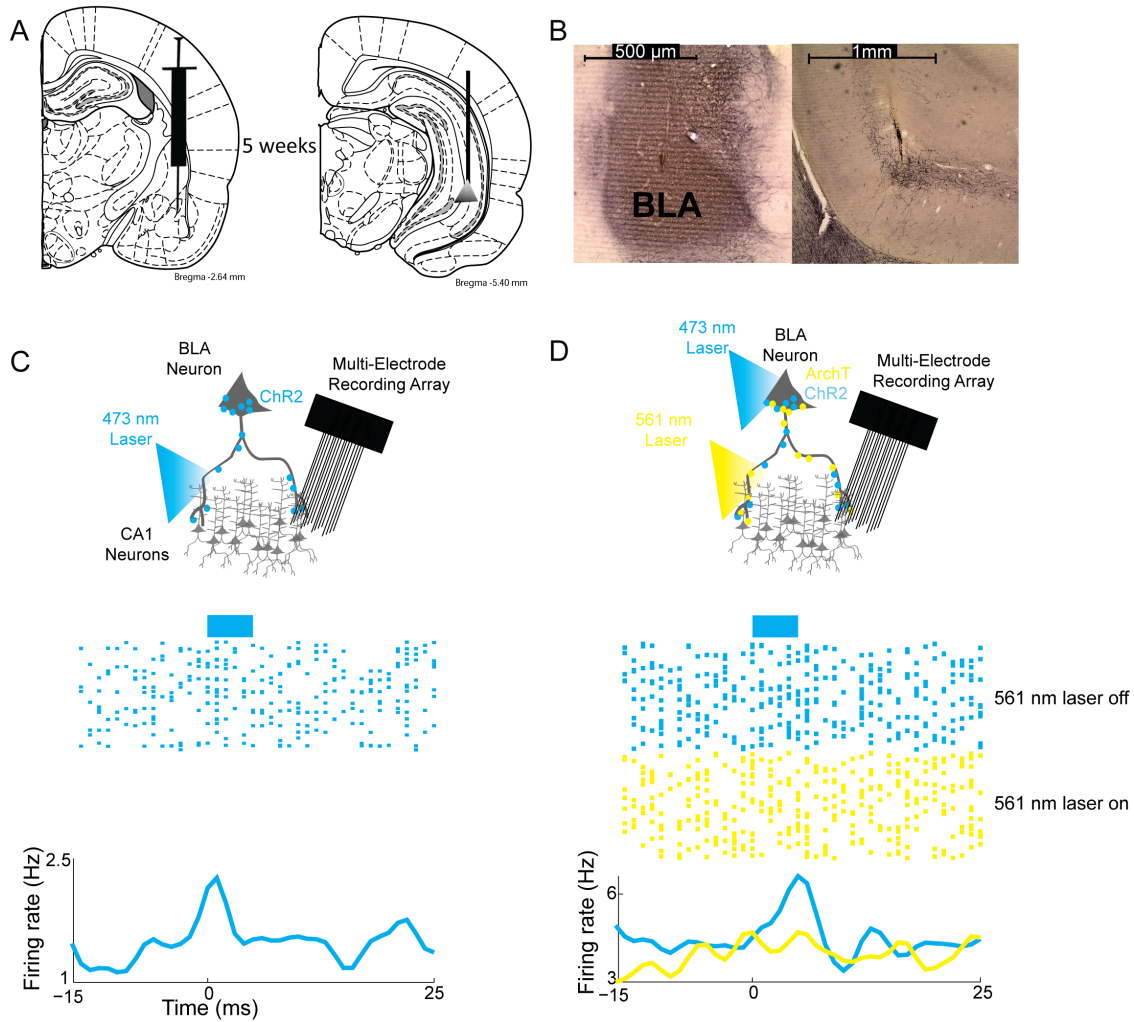 A
5 weeks
Bregma -2.64 mm
Bregma -5.40 mm
B
500 µm
1mm
BLA
C
BLA
Neuron
ChR2
473 nm
Laser
Multi-Electrode
Recording Array
CA1
Neurons
Firing rate (Hz)
2.5
1
−15
0
25
Time (ms)
D
473 nm
Laser
BLA
Neuron
ArchT
ChR2
561 nm
Laser
Multi-Electrode
Recording Array
561 nm laser off
561 nm laser on
Firing rate (Hz)
6
3
−15
0
25